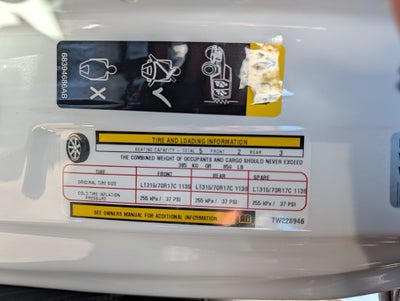 68394686AB
TIRE AND LOADING INFORMATION
SEATING CAPACITY - TOTAL 5 FRONT 2 REAR 3
THE COMBINED WEIGHT OF OCCUPANTS AND CARGO SHOULD NEVER EXCEED
385 KG OR 850 LB
TIRE FRONT REAR SPARE
ORIGINAL TIRE SIZE LT315/70R17C 113S LT315/70R17C 113S LT315/70R17C 113S
COLD TIRE INFLATION PRESSURE 255 kPa / 37 PSI 255 kPa / 37 PSI 255 kPa / 37 PSI
SEE OWNERS MANUAL FOR ADDITIONAL INFORMATION
TW228946